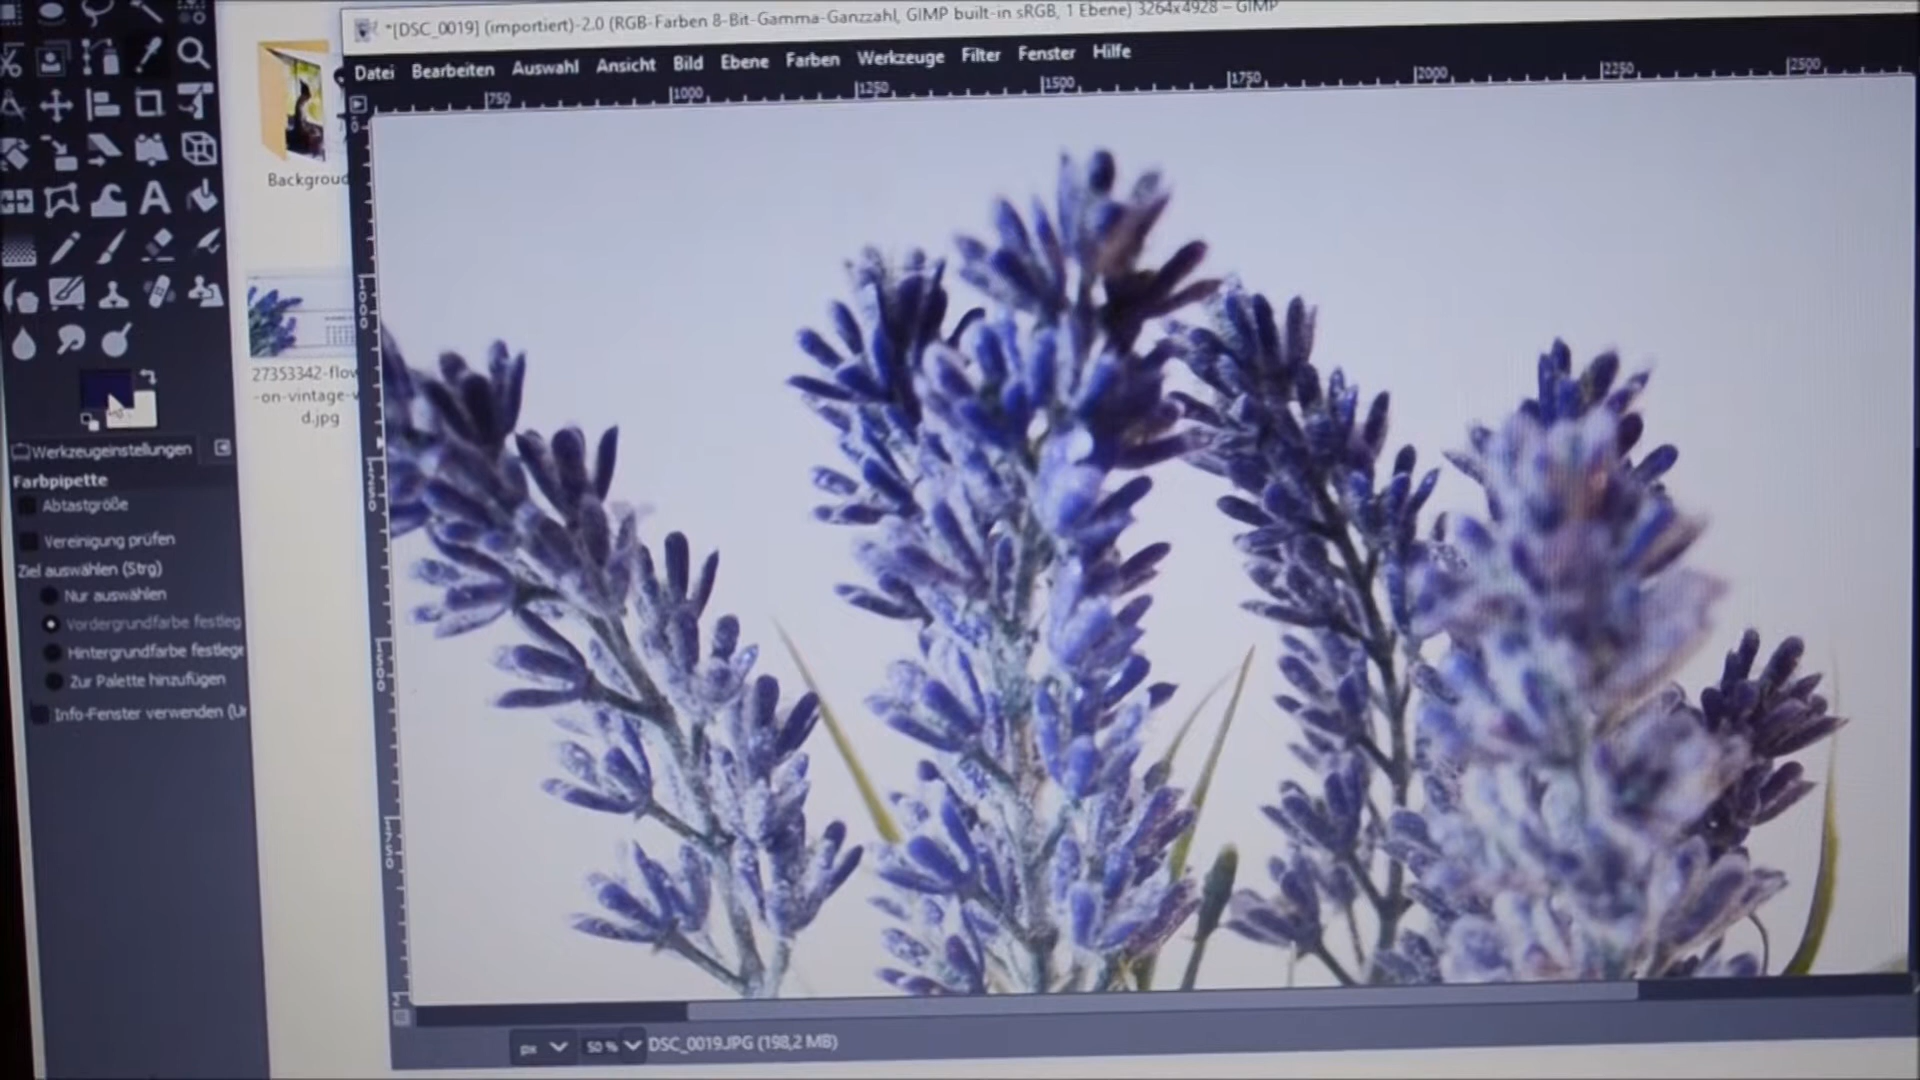 *[DSC_0019] (importiert)-2.0 (RGB-Farben 8-Bit-Gamma-Ganzzahl, GIMP built-in sRGB, 1 Ebene) 3264x4928 – GIMP
Datei Bearbeiten Auswahl Ansicht Bild Ebene Farben Werkzeuge Filter Fenster Hilfe
750 1000 1250 1500 1750 2000 2250 2500
Backgroud
27353342-flow
-on-vintage-w
d.jpg
Werkzeugeinstellungen
Farbpipette
Abtastgröße
Vereinigung prüfen
Ziel auswählen (Strg)
Nur auswählen
Vordergrundfarbe festleg
Hintergrundfarbe festlege
Zur Palette hinzufügen
Info-Fenster verwenden (Um
px 50 % DSC_0019.JPG (198,2 MB)